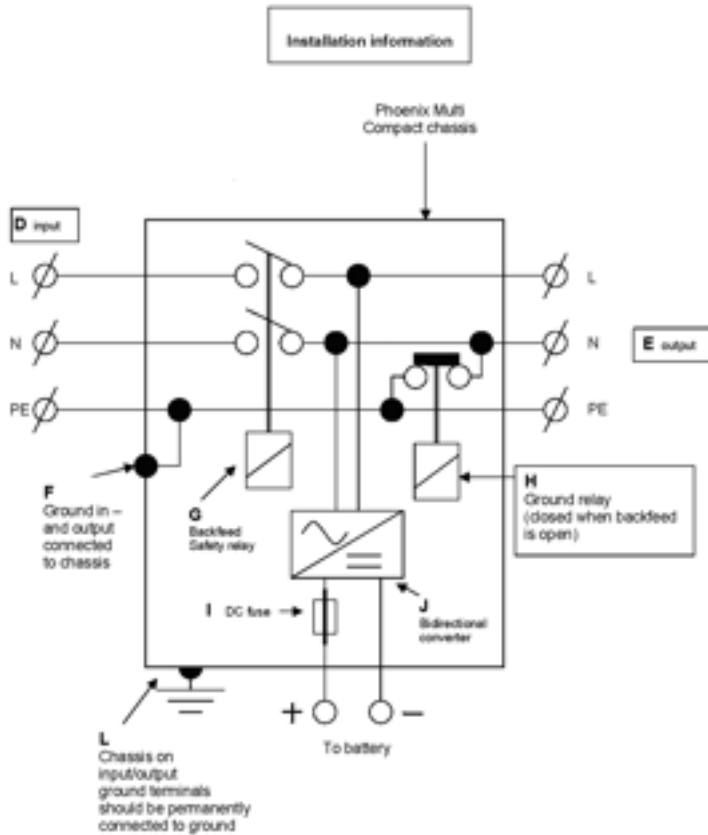 Installation information
Phoenix Multi
Compact chassis
D input
L
L
N
N
E output
PE
PE
F
Ground in –
and output
connected
to chassis
G
Backfeed
Safety relay
H
Ground relay
(closed when backfeed
is open)
I DC fuse
J
Bidirectional
converter
+
–
To battery
L
Chassis on
input/output
ground terminals
should be permanently
connected to ground